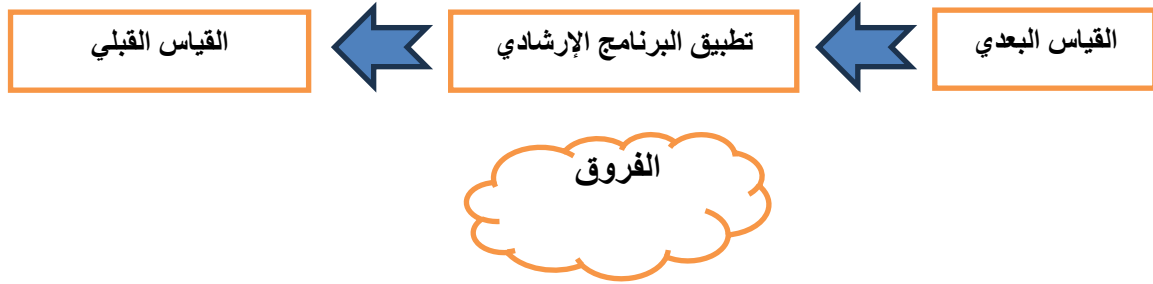 القياس البعدي
تطبيق البرنامج الإرشادي
القياس القبلي
الفروق